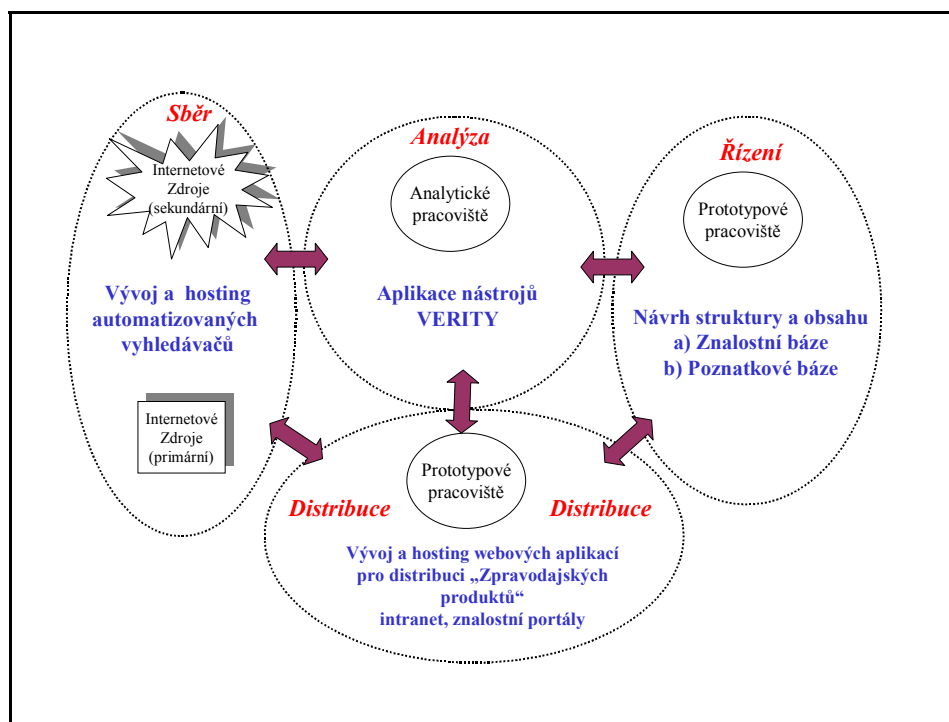 Sběr
Internetové
Zdroje
(sekundární)
Vývoj a hosting
automatizovaných
vyhledávačů
Internetové
Zdroje
(primární)
Analýza
Analytické
pracoviště
Aplikace nástrojů
VERITY
Řízení
Prototypové
pracoviště
Návrh struktury a obsahu
a) Znalostní báze
b) Poznatkové báze
Prototypové
pracoviště
Distribuce
Distribuce
Vývoj a hosting webových aplikací
pro distribuci „Zpravodajských
produktů“
intranet, znalostní portály